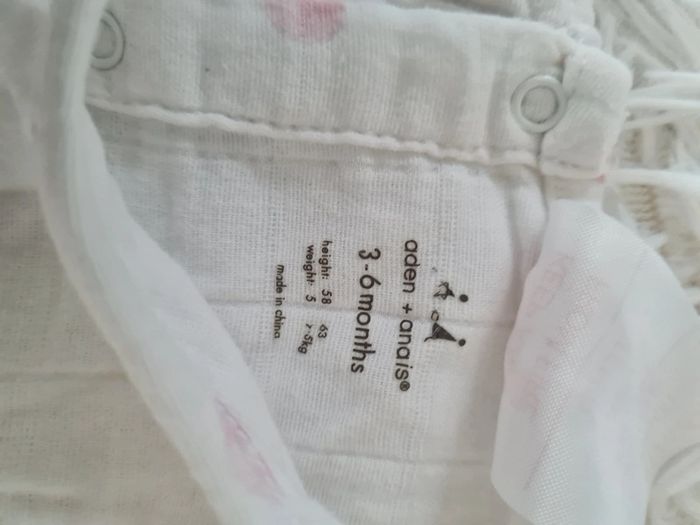 aden + anais®
3-6 months
height: 58 63
weight: 5 7.5kg
made in china